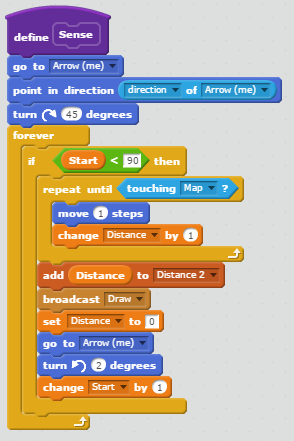 define Sense
go to Arrow (me)
point in direction direction of Arrow (me)
turn 45 degrees
forever
if Start < 90 then
repeat until touching Map ?
move 1 steps
change Distance by 1
add Distance to Distance 2
broadcast Draw
set Distance to 0
go to Arrow (me)
turn 2 degrees
change Start by 1